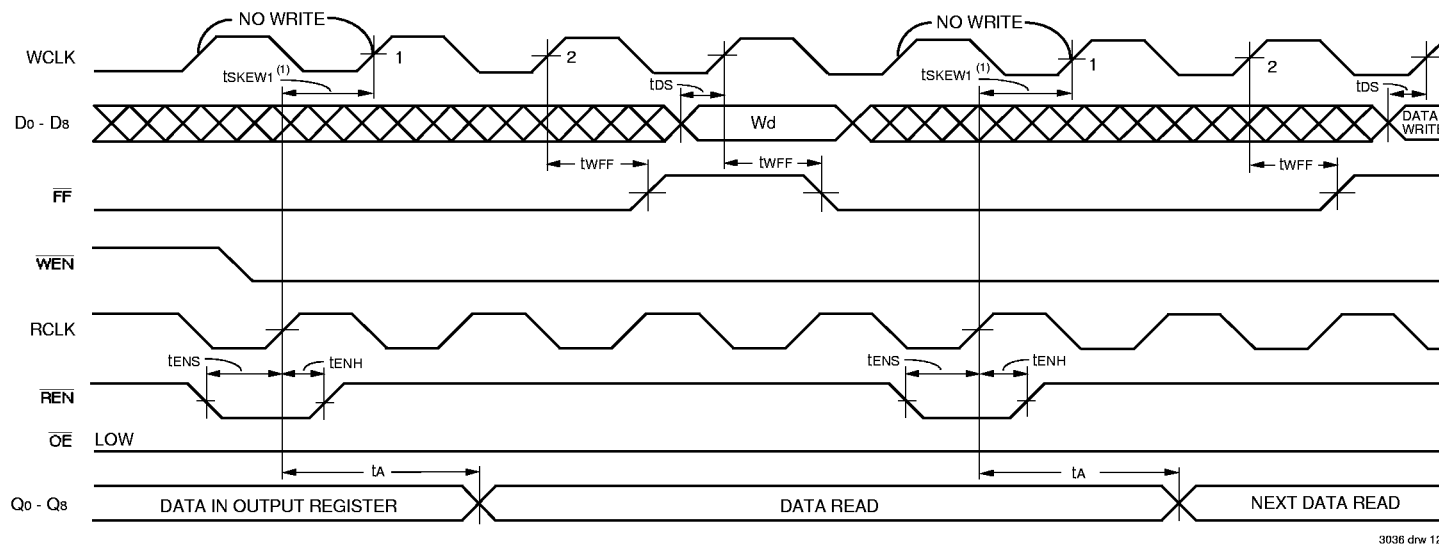 NO WRITE NO WRITE
WCLK 1 2 1 2
tSKEW1 (1) tDS tSKEW1 (1) tDS
D0 - D8 Wd DATA WRITE
tWFF tWFF tWFF
FF
WEN
RCLK
tENS tENH tENS tENH
REN
OE LOW
tA tA
Q0 - Q8 DATA IN OUTPUT REGISTER DATA READ NEXT DATA READ
3036 drw 12